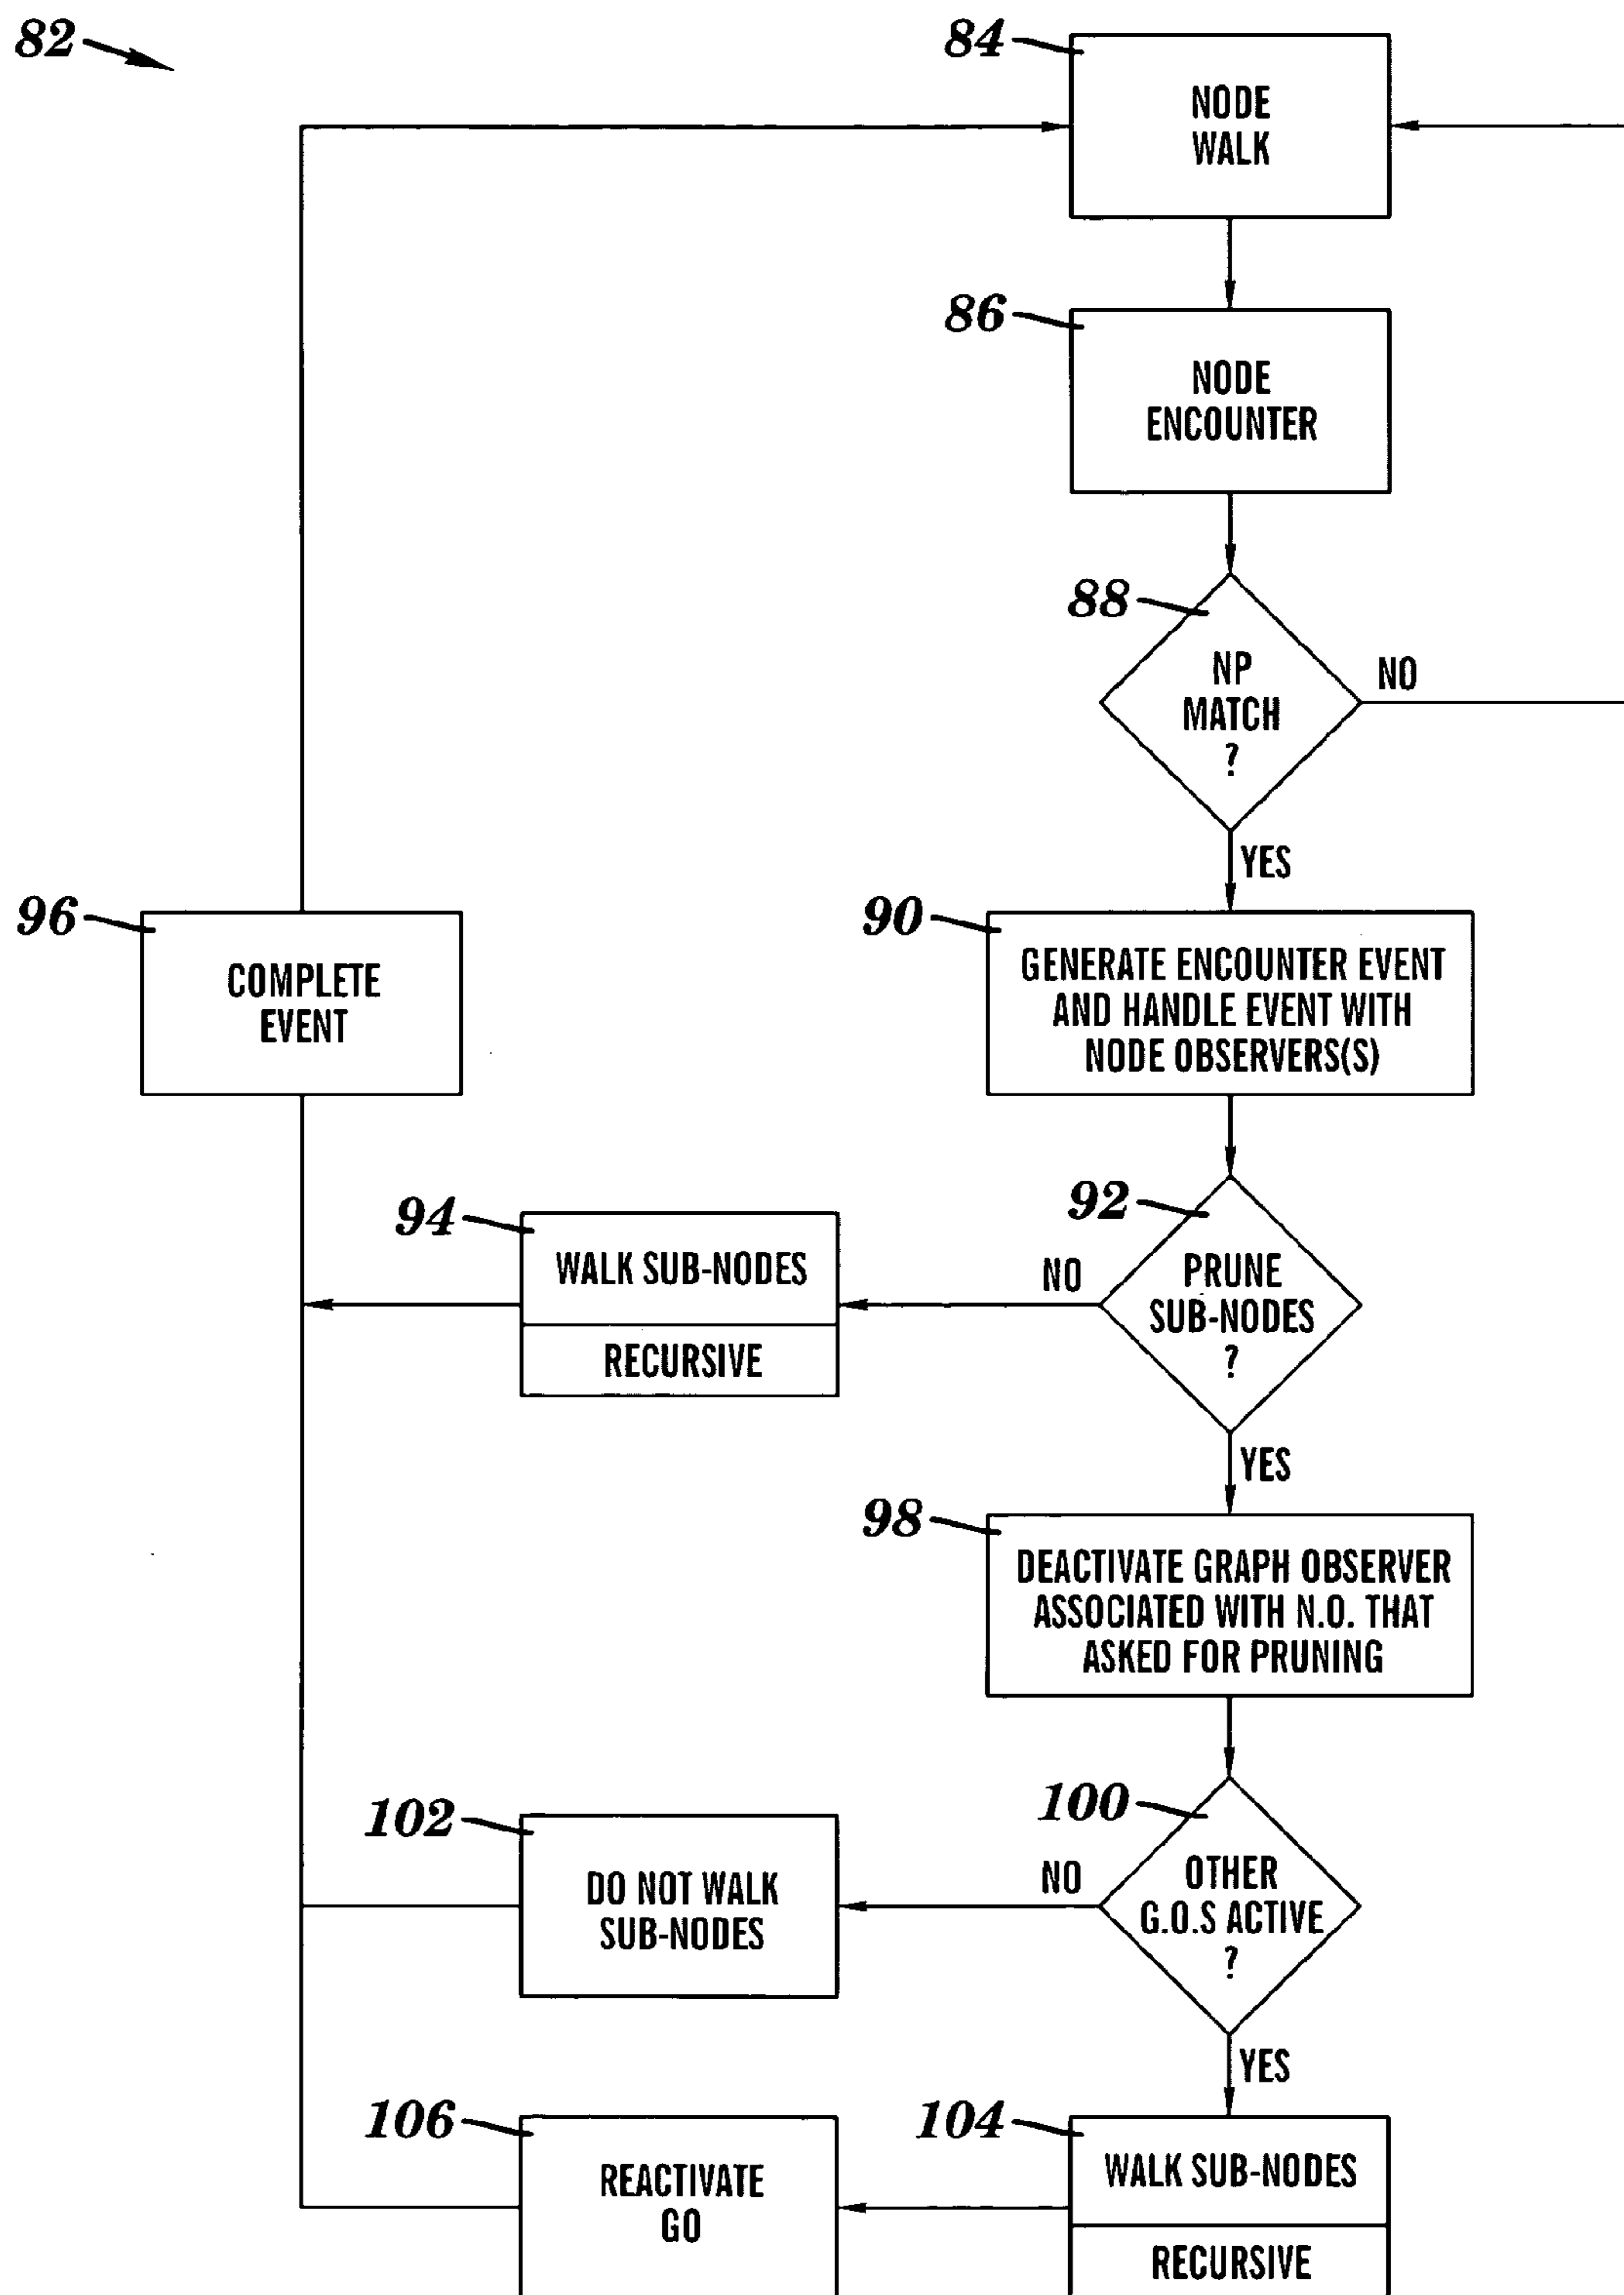 82
84
NODE
WALK
86
NODE
ENCOUNTER
88
NP
MATCH
?
NO
YES
96
COMPLETE
EVENT
90
GENERATE ENCOUNTER EVENT
AND HANDLE EVENT WITH
NODE OBSERVERS(S)
92
PRUNE
SUB-NODES
?
NO
94
WALK SUB-NODES
RECURSIVE
YES
98
DEACTIVATE GRAPH OBSERVER
ASSOCIATED WITH N.O. THAT
ASKED FOR PRUNING
100
OTHER
G.O.S ACTIVE
?
NO
102
DO NOT WALK
SUB-NODES
YES
106
REACTIVATE
GO
104
WALK SUB-NODES
RECURSIVE